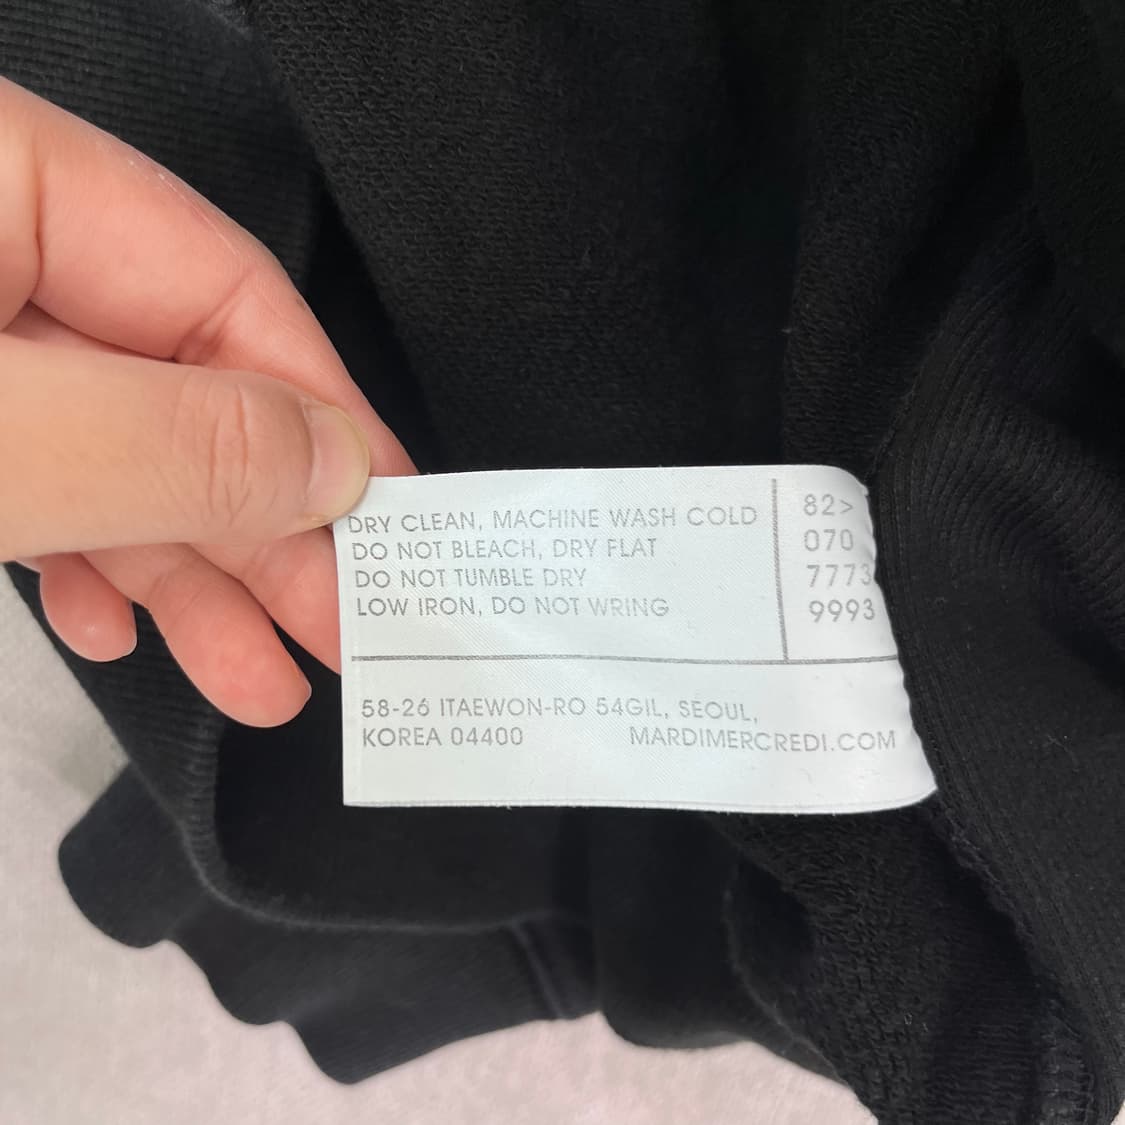 DRY CLEAN, MACHINE WASH COLD
DO NOT BLEACH, DRY FLAT
DO NOT TUMBLE DRY
LOW IRON, DO NOT WRING
82>
070
7773
9993
58-26 ITAEWON-RO 54GIL, SEOUL,
KOREA 04400 MARDIMERCREDI.COM